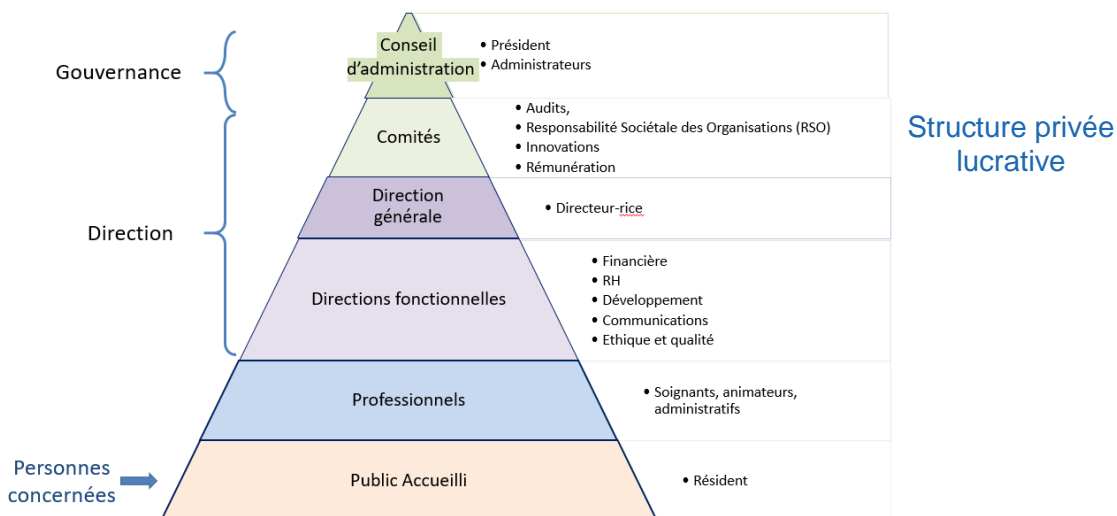 Gouvernance
Conseil
d'administration
• Président
• Administrateurs
Comités
• Audits,
• Responsabilité Sociétale des Organisations (RSO)
• Innovations
• Rémunération
Structure privée
lucrative
Direction
Direction
générale
• Directeur-rice
Directions fonctionnelles
• Financière
• RH
• Développement
• Communications
• Ethique et qualité
Professionnels
• Soignants, animateurs,
administratifs
Personnes
concernées
Public Accueilli
• Résident